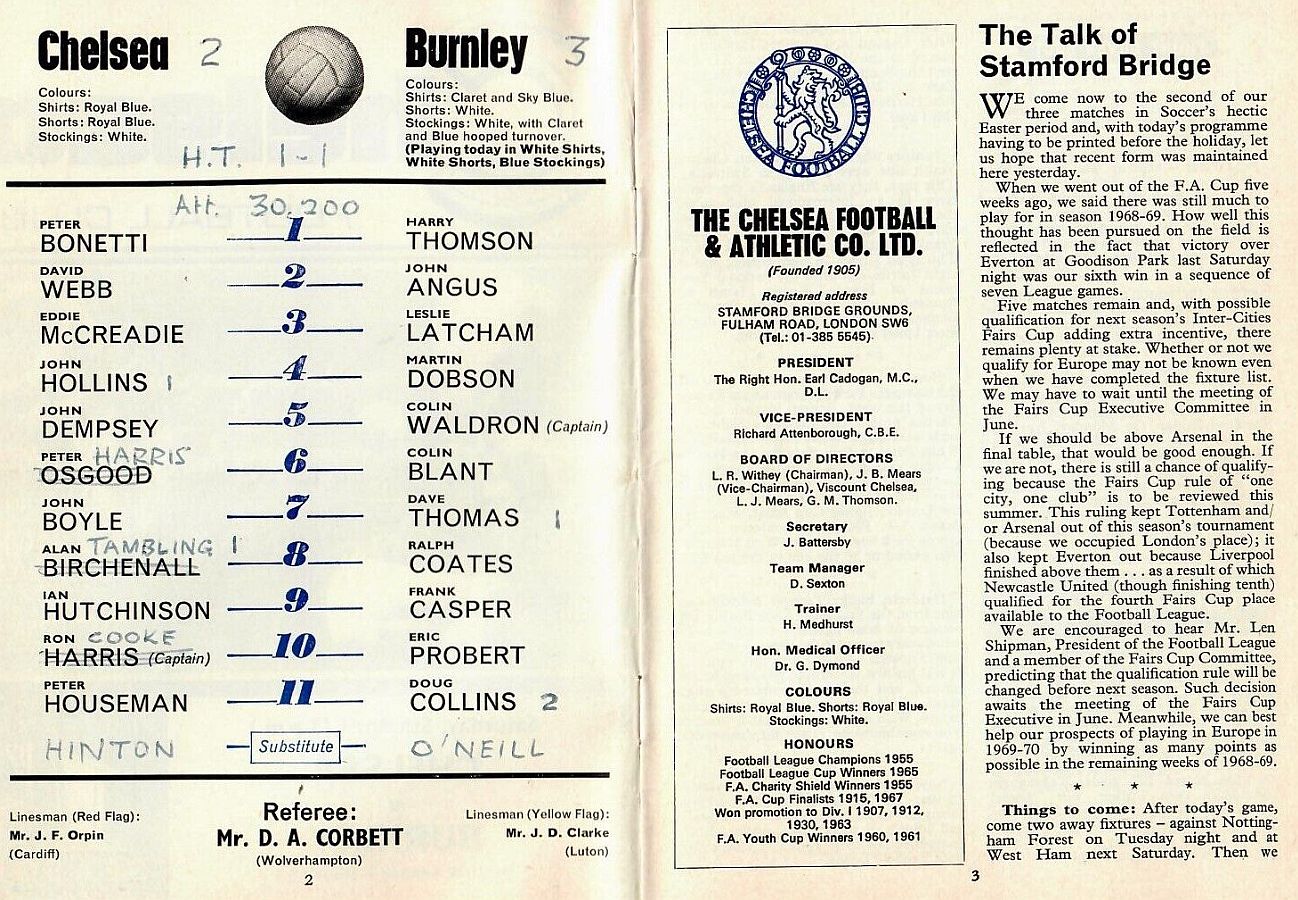 Chelsea 2
Colours:
Shirts: Royal Blue.
Shorts: Royal Blue.
Stockings: White.
Burnley 3
Colours:
Shirts: Claret and Sky Blue.
Shorts: White.
Stockings: White, with Claret
and Blue hooped turnover.
(Playing today in White Shirts,
White Shorts, Blue Stockings)
H.T. 1-1
Att. 30,200
PETER BONETTI 1 HARRY THOMSON
DAVID WEBB 2 JOHN ANGUS
EDDIE McCREADIE 3 LESLIE LATCHAM
JOHN HOLLINS 1 4 MARTIN DOBSON
JOHN DEMPSEY 5 COLIN WALDRON (Captain)
PETER OSGOOD HARRIS 6 COLIN BLANT
JOHN BOYLE 7 DAVE THOMAS 1
ALAN BIRCHENALL TAMBLING 1 8 RALPH COATES
IAN HUTCHINSON 9 FRANK CASPER
RON HARRIS (Captain) COOKE 10 ERIC PROBERT
PETER HOUSEMAN 11 DOUG COLLINS 2
HINTON Substitute O'NEILL
Linesman (Red Flag):
Mr. J. F. Orpin
(Cardiff)
Referee:
Mr. D. A. CORBETT
(Wolverhampton)
Linesman (Yellow Flag):
Mr. J. D. Clarke
(Luton)
2
CHELSEA FOOTBALL CLUB
THE CHELSEA FOOTBALL
& ATHLETIC CO. LTD.
(Founded 1905)
Registered address
STAMFORD BRIDGE GROUNDS,
FULHAM ROAD, LONDON SW6
(Tel.: 01-385 5545)
PRESIDENT
The Right Hon. Earl Cadogan, M.C.,
D.L.
VICE-PRESIDENT
Richard Attenborough, C.B.E.
BOARD OF DIRECTORS
L. R. Withey (Chairman), J. B. Mears
(Vice-Chairman), Viscount Chelsea,
L. J. Mears, G. M. Thomson.
Secretary
J. Battersby
Team Manager
D. Sexton
Trainer
H. Medhurst
Hon. Medical Officer
Dr. G. Dymond
COLOURS
Shirts: Royal Blue. Shorts: Royal Blue.
Stockings: White.
HONOURS
Football League Champions 1955
Football League Cup Winners 1965
F.A. Charity Shield Winners 1955
F.A. Cup Finalists 1915, 1967
Won promotion to Div. I 1907, 1912,
1930, 1963
F.A. Youth Cup Winners 1960, 1961
The Talk of
Stamford Bridge
WE come now to the second of our
three matches in Soccer's hectic
Easter period and, with today's programme
having to be printed before the holiday, let
us hope that recent form was maintained
here yesterday.
When we went out of the F.A. Cup five
weeks ago, we said there was still much to
play for in season 1968-69. How well this
thought has been pursued on the field is
reflected in the fact that victory over
Everton at Goodison Park last Saturday
night was our sixth win in a sequence of
seven League games.
Five matches remain and, with possible
qualification for next season's Inter-Cities
Fairs Cup adding extra incentive, there
remains plenty at stake. Whether or not we
qualify for Europe may not be known even
when we have completed the fixture list.
We may have to wait until the meeting of
the Fairs Cup Executive Committee in
June.
If we should be above Arsenal in the
final table, that would be good enough. If
we are not, there is still a chance of qualify-
ing because the Fairs Cup rule of "one
city, one club" is to be reviewed this
summer. This ruling kept Tottenham and/
or Arsenal out of this season's tournament
(because we occupied London's place); it
also kept Everton out because Liverpool
finished above them . . . as a result of which
Newcastle United (though finishing tenth)
qualified for the fourth Fairs Cup place
available to the Football League.
We are encouraged to hear Mr. Len
Shipman, President of the Football League
and a member of the Fairs Cup Committee,
predicting that the qualification rule will be
changed before next season. Such decision
awaits the meeting of the Fairs Cup
Executive in June. Meanwhile, we can best
help our prospects of playing in Europe in
1969-70 by winning as many points as
possible in the remaining weeks of 1968-69.
* * *
Things to come: After today's game,
come two away fixtures – against Notting-
ham Forest on Tuesday night and at
West Ham next Saturday. Then we
3